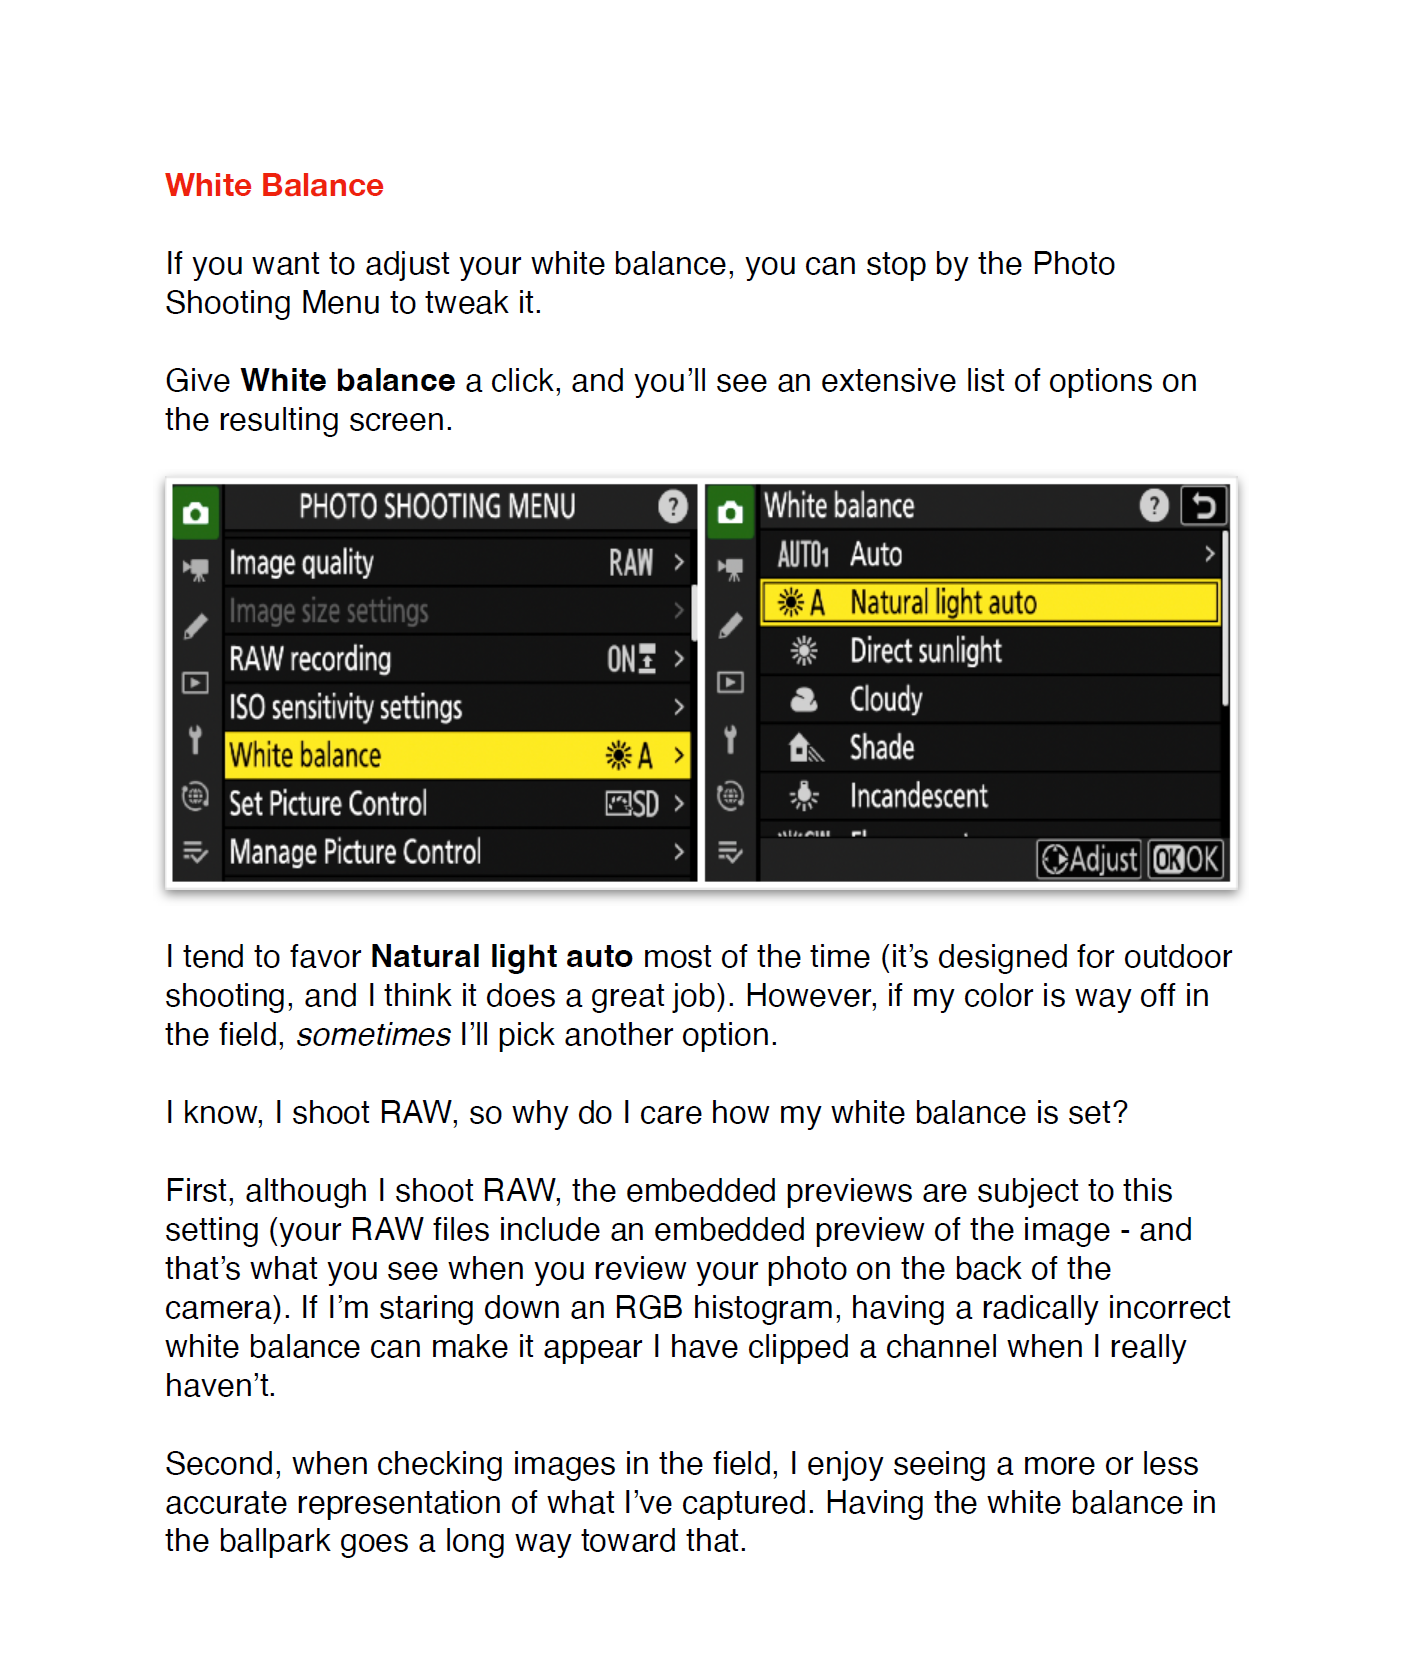 White Balance
If you want to adjust your white balance, you can stop by the Photo
Shooting Menu to tweak it.
Give White balance a click, and you’ll see an extensive list of options on
the resulting screen.
PHOTO SHOOTING MENU ?
Image quality RAW >
Image size settings >
RAW recording ON >
ISO sensitivity settings >
White balance A >
Set Picture Control SD >
Manage Picture Control >
White balance ?
AUTO1 Auto >
A Natural light auto
Direct sunlight
Cloudy
Shade
Incandescent
Adjust OK OK
I tend to favor Natural light auto most of the time (it’s designed for outdoor
shooting, and I think it does a great job). However, if my color is way off in
the field, sometimes I’ll pick another option.
I know, I shoot RAW, so why do I care how my white balance is set?
First, although I shoot RAW, the embedded previews are subject to this
setting (your RAW files include an embedded preview of the image - and
that’s what you see when you review your photo on the back of the
camera). If I’m staring down an RGB histogram, having a radically incorrect
white balance can make it appear I have clipped a channel when I really
haven’t.
Second, when checking images in the field, I enjoy seeing a more or less
accurate representation of what I’ve captured. Having the white balance in
the ballpark goes a long way toward that.